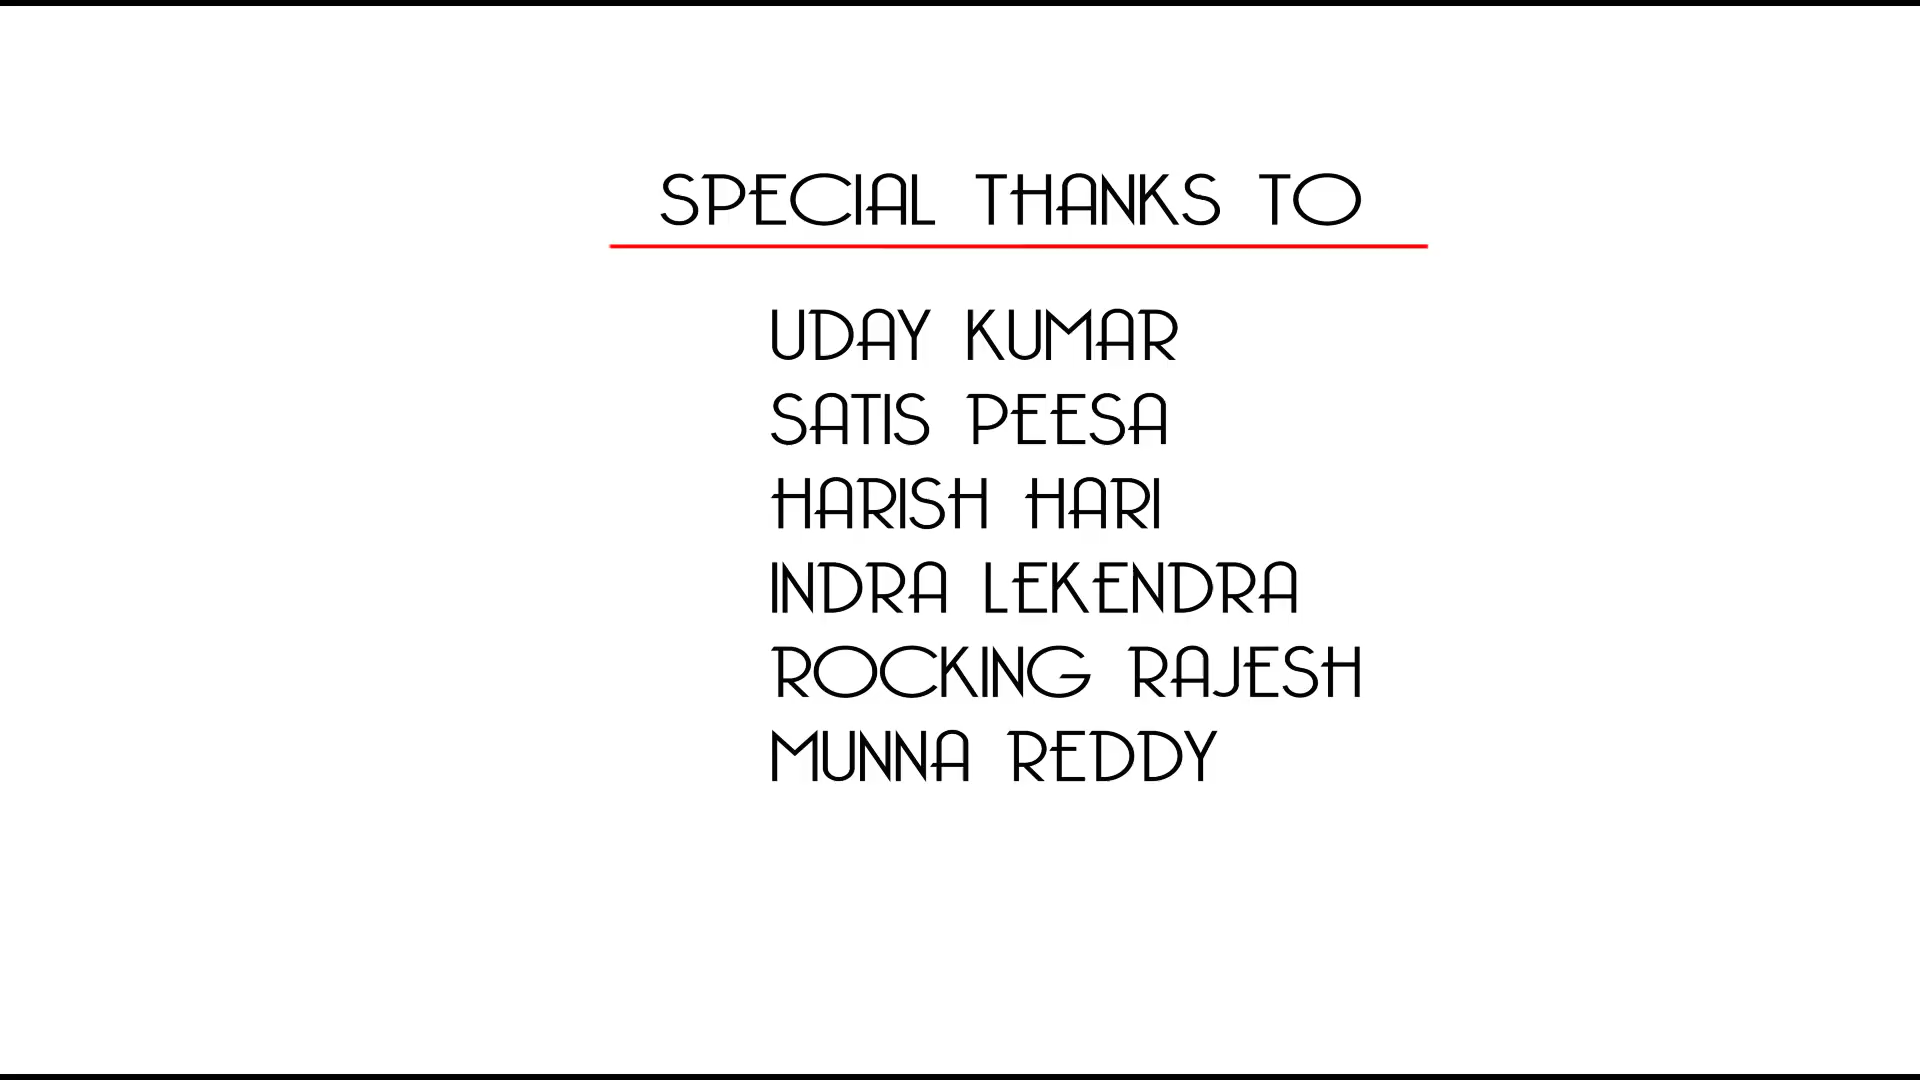 SPECIAL THANKS TO
UDAY KUMAR
SATIS PEESA
HARISH HARI
INDRA LEKENDRA
ROCKING RAJESH
MUNNA REDDY